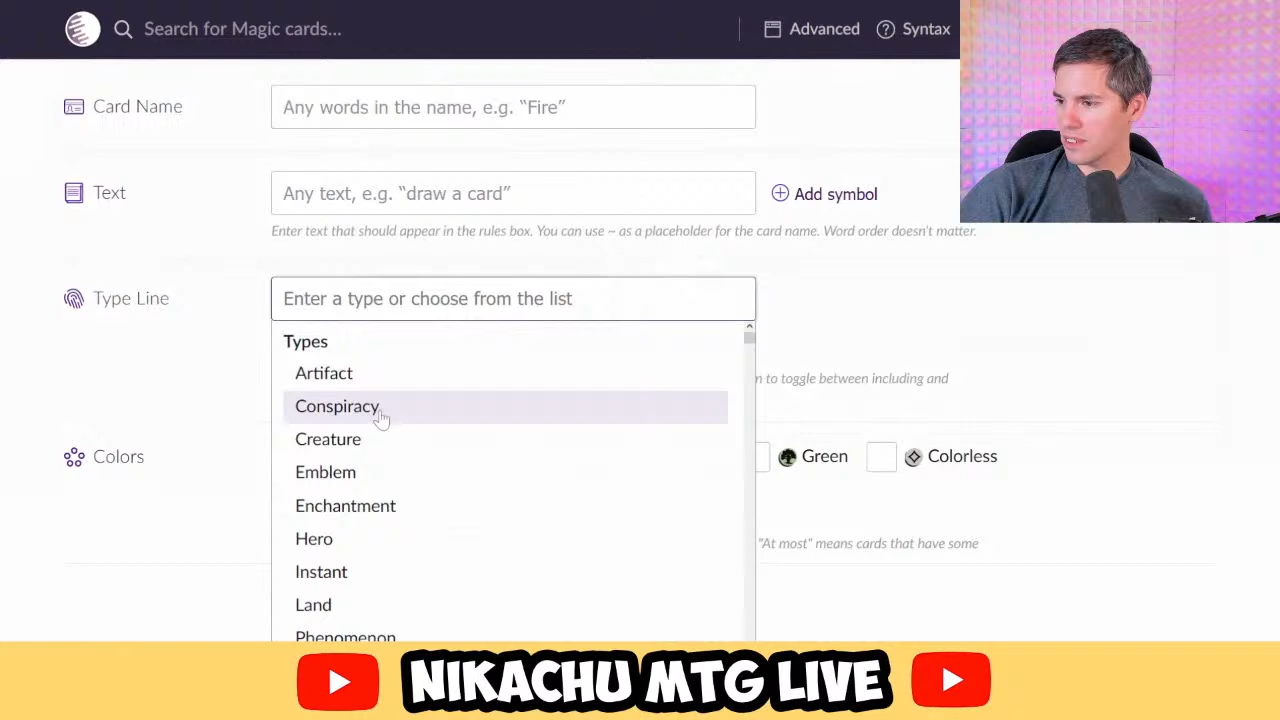 Search for Magic cards...
Advanced
Syntax
Card Name
Any words in the name, e.g. “Fire”
Text
Any text, e.g. “draw a card”
Add symbol
Enter text that should appear in the rules box. You can use ~ as a placeholder for the card name. Word order doesn't matter.
Type Line
Enter a type or choose from the list
Types
Artifact
Conspiracy
m to toggle between including and
Creature
Colors
Green
Colorless
Emblem
Enchantment
Hero
"At most" means cards that have some
Instant
Land
Phenomenon
NIKACHU MTG LIVE